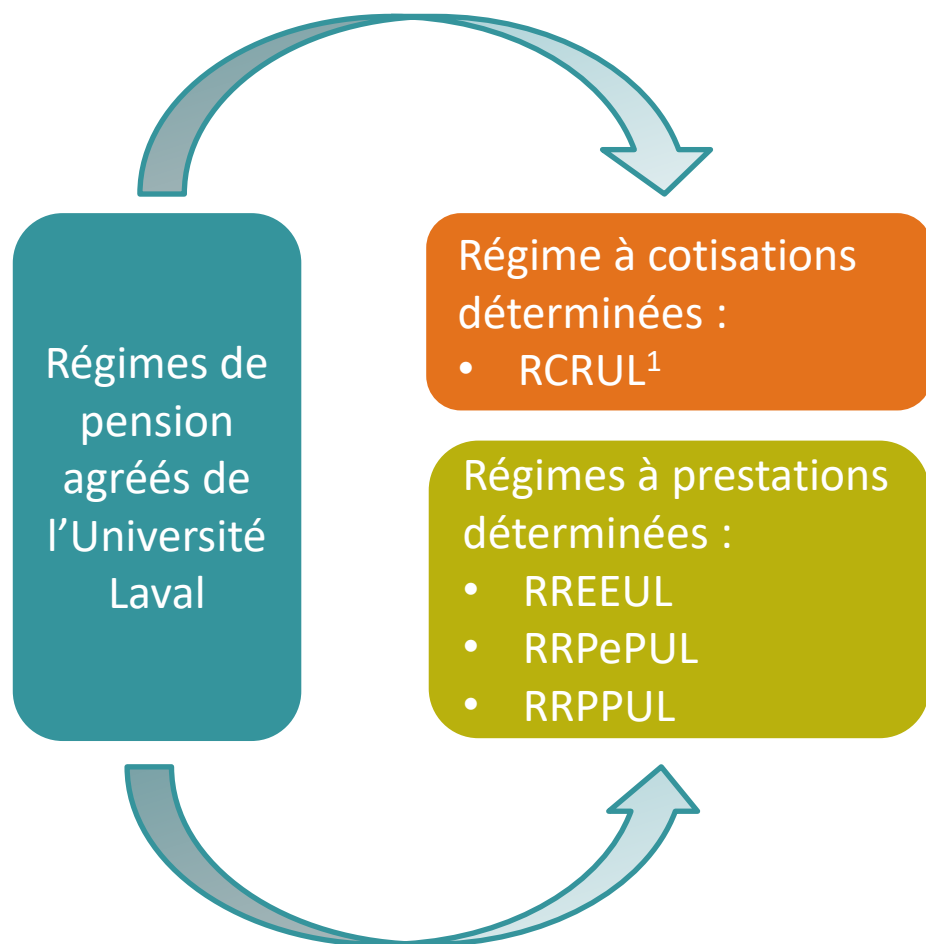 Régimes de
pension
agréés de
l’Université
Laval
Régime à cotisations
déterminées :
• RCRUL¹
Régimes à prestations
déterminées :
• RREEUL
• RRPePUL
• RRPPUL